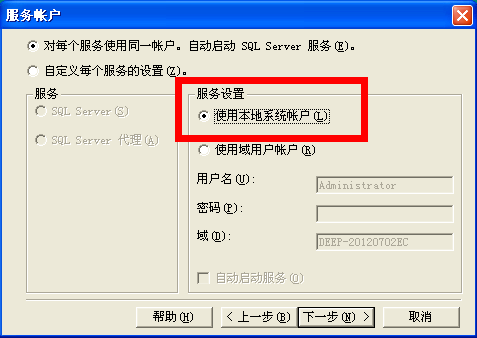 服务帐户
对每个服务使用同一帐户。自动启动 SQL Server 服务(E)。
自定义每个服务的设置(Z)。
服务
SQL Server(S)
SQL Server 代理(A)
服务设置
使用本地系统帐户(L)
使用域用户帐户(R)
用户名(U):
Administrator
密码(P):
域(D):
DEEP-20120702EC
自动启动服务(O)
帮助(H)
< 上一步(B)
下一步(N) >
取消